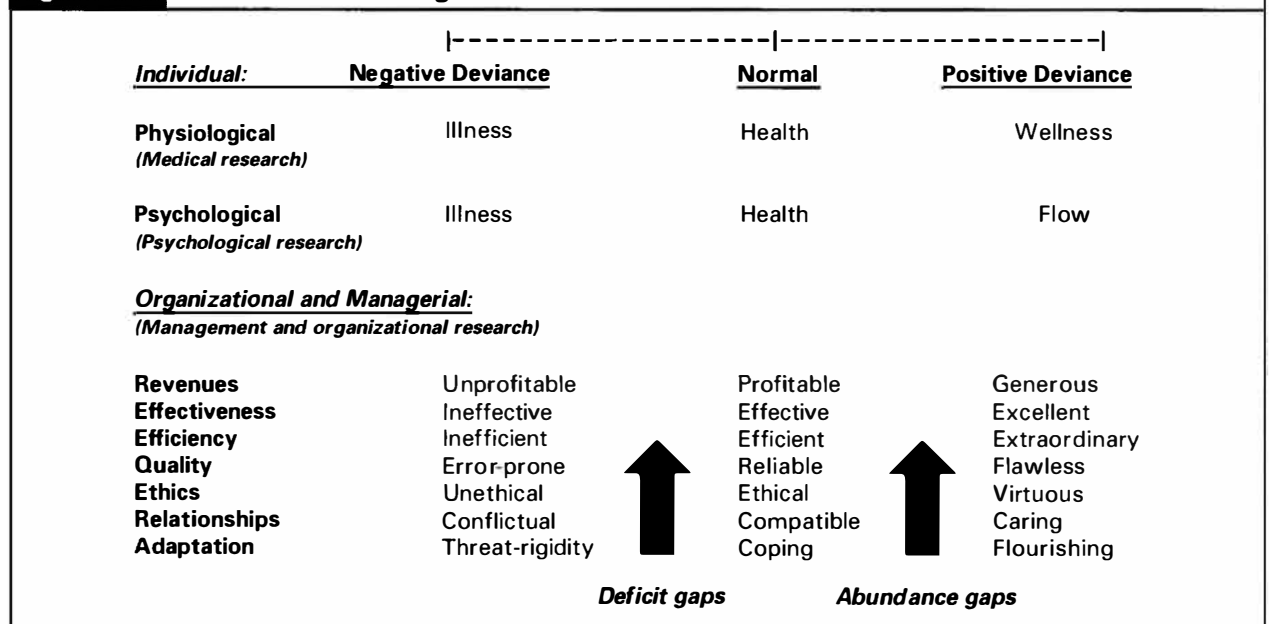 Individual: Negative Deviance Normal Positive Deviance
Physiological Illness Health Wellness
(Medical research)
Psychological Illness Health Flow
(Psychological research)
Organizational and Managerial:
(Management and organizational research)
Revenues Unprofitable Profitable Generous
Effectiveness Ineffective Effective Excellent
Efficiency Inefficient Efficient Extraordinary
Quality Error-prone Reliable Flawless
Ethics Unethical Ethical Virtuous
Relationships Conflictual Compatible Caring
Adaptation Threat-rigidity Coping Flourishing
Deficit gaps Abundance gaps